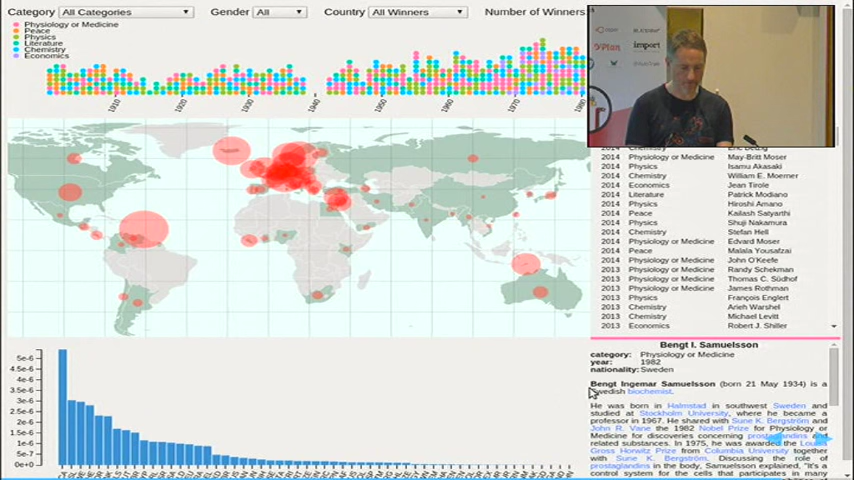 Category All Categories Gender All Country All Winners Number of Winners
Physiology or Medicine
Peace
Physics
Literature
Chemistry
Economics
1910 1920 1930 1940 1950 1960 1970 1980
import
2014 Physiology or Medicine May-Britt Moser
2014 Physics Isamu Akasaki
2014 Chemistry William E. Moerner
2014 Economics Jean Tirole
2014 Literature Patrick Modiano
2014 Physics Hiroshi Amano
2014 Peace Kailash Satyarthi
2014 Physics Shuji Nakamura
2014 Chemistry Stefan Hell
2014 Physiology or Medicine Edvard Moser
2014 Peace Malala Yousafzai
2014 Physiology or Medicine John O'Keefe
2013 Physiology or Medicine Randy Schekman
2013 Physiology or Medicine Thomas C. Südhof
2013 Physiology or Medicine James Rothman
2013 Physics François Englert
2013 Chemistry Arieh Warshel
2013 Chemistry Michael Levitt
2013 Economics Robert J. Shiller
5e-6
4.5e-6
4e-6
3.5e-6
3e-6
2.5e-6
2e-6
1.5e-6
1e-6
5e-7
0e+0
Bengt I. Samuelsson
category: Physiology or Medicine
year: 1982
nationality: Sweden
Bengt Ingemar Samuelsson (born 21 May 1934) is a
Swedish biochemist.
He was born in Halmstad in southwest Sweden and
studied at Stockholm University, where he became a
professor in 1967. He shared with Sune K. Bergström and
John R. Vane the 1982 Nobel Prize for Physiology or
Medicine for discoveries concerning prostaglandins and
related substances. In 1975, he was awarded the
Gross Horwitz Prize from Columbia University together
with Sune K. Bergström. Discussing the role of
prostaglandins in the body, Samuelsson explained, "It's a
control system for the cells that participates in many